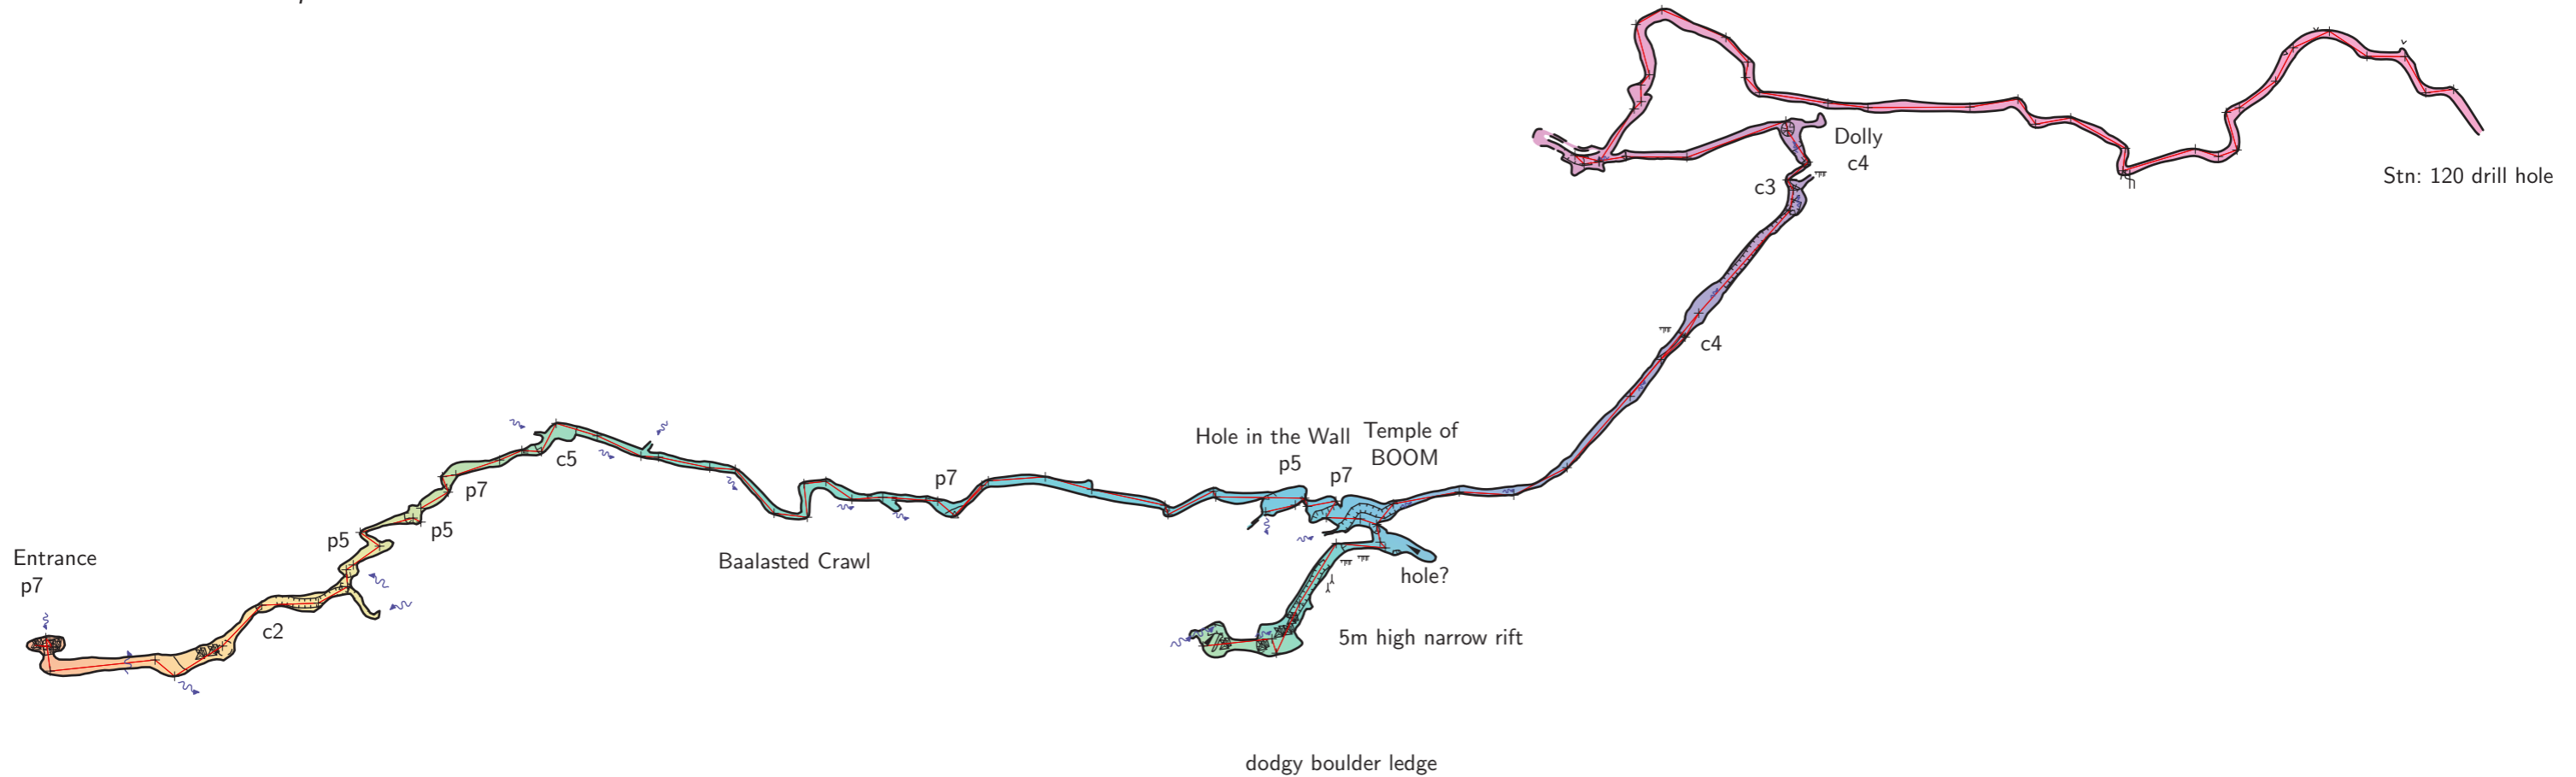 Dolly
c4
c3
Stn: 120 drill hole
c4
Hole in the Wall
p5
Temple of
BOOM
p7
c5
p7
p7
p5
p5
Entrance
p7
Baalasted Crawl
hole?
c2
5m high narrow rift
dodgy boulder ledge